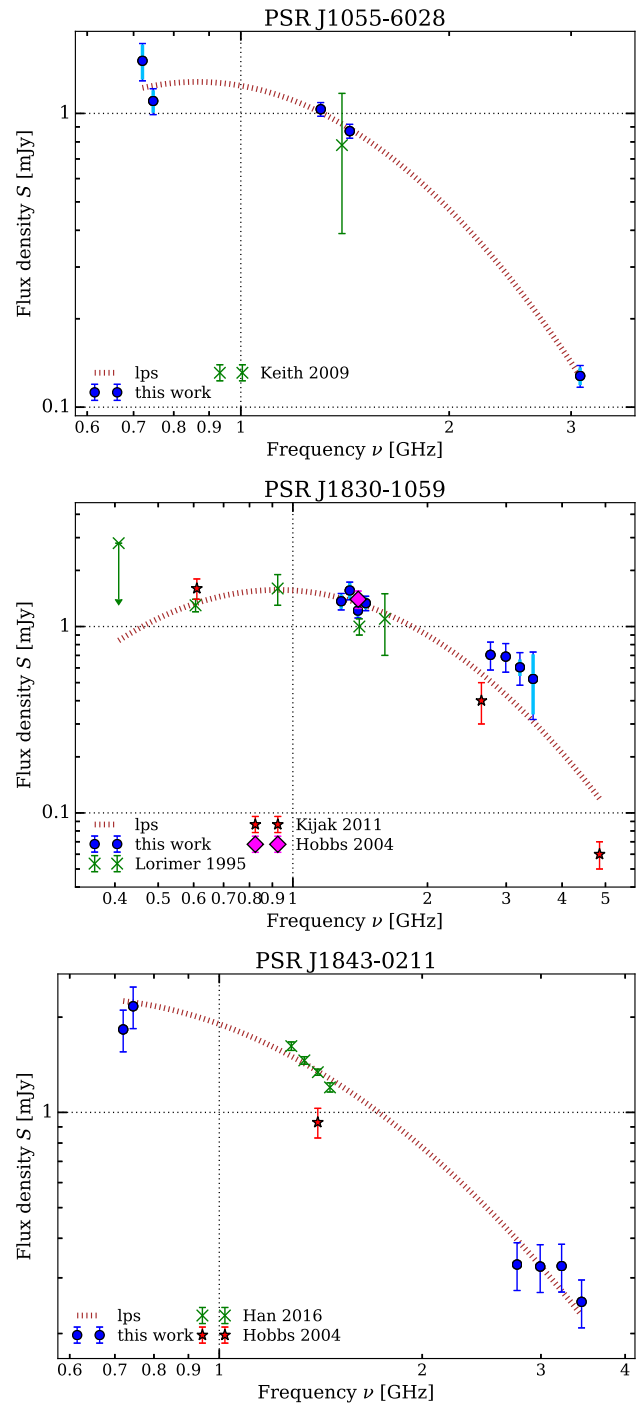 PSR J1055-6028
Flux density S [mJy]
1
0.1
lps
this work
Keith 2009
0.6 0.7 0.8 0.9 1 2 3
Frequency ν [GHz]
PSR J1830-1059
Flux density S [mJy]
1
0.1
lps
this work
Lorimer 1995
Kijak 2011
Hobbs 2004
0.4 0.5 0.6 0.7 0.8 0.9 1 2 3 4 5
Frequency ν [GHz]
PSR J1843-0211
Flux density S [mJy]
1
lps
this work
Han 2016
Hobbs 2004
0.6 0.7 0.8 0.9 1 2 3 4
Frequency ν [GHz]